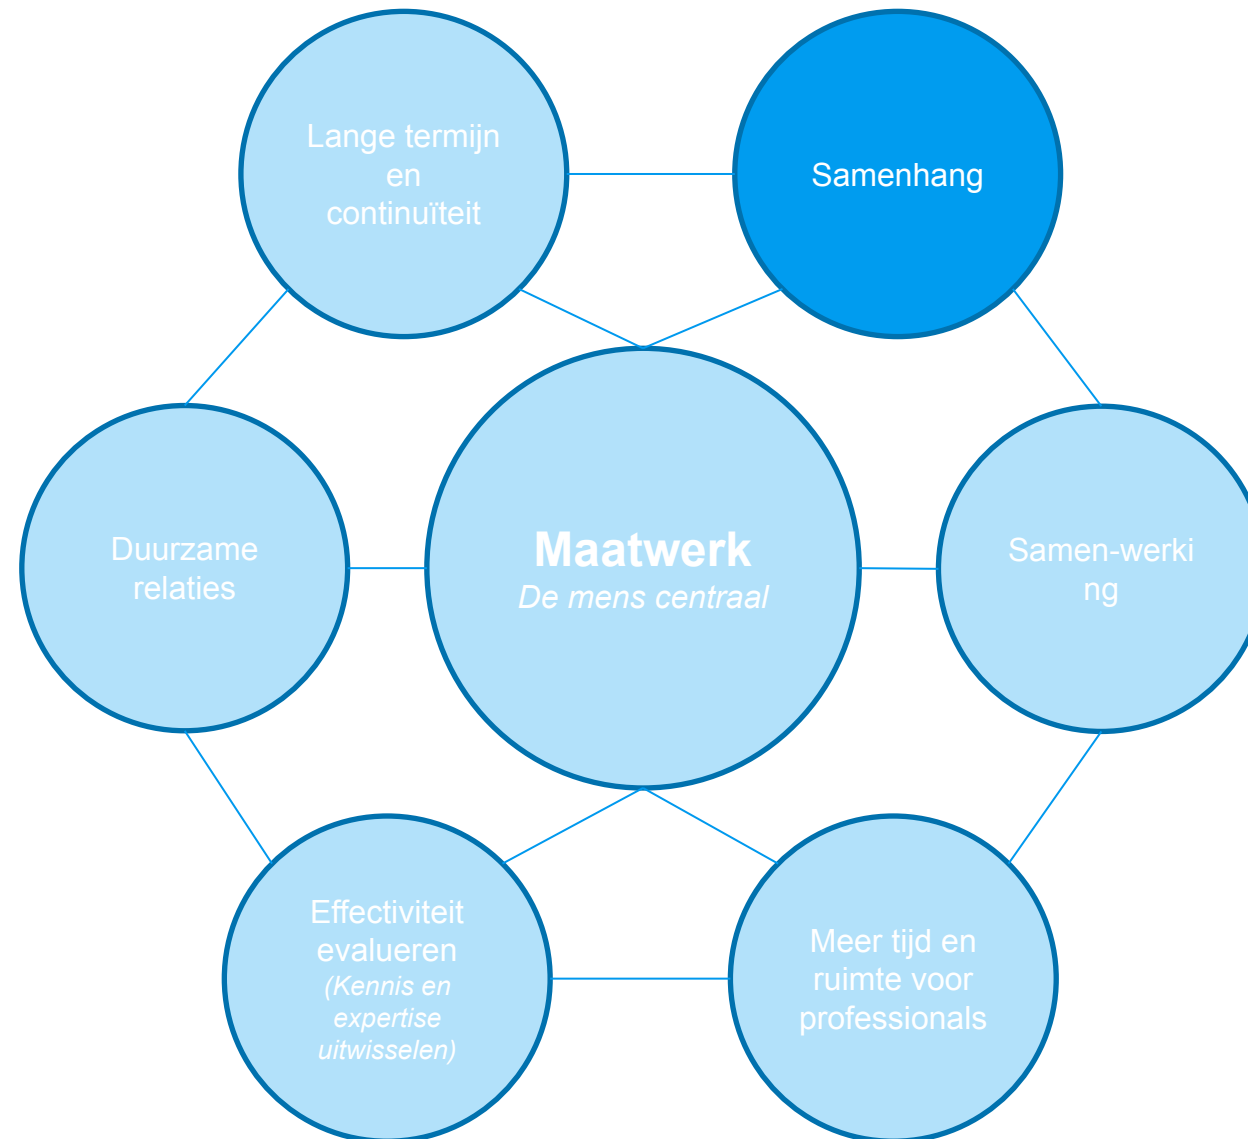 Lange termijn
en
continuïteit
Samenhang
Duurzame
relaties
Maatwerk
De mens centraal
Samen-werki
ng
Effectiviteit
evalueren
(Kennis en
expertise
uitwisselen)
Meer tijd en
ruimte voor
professionals